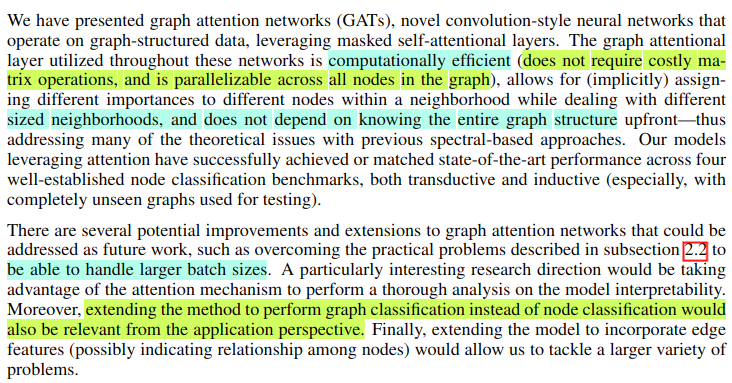 We have presented graph attention networks (GATs), novel convolution-style neural networks that
operate on graph-structured data, leveraging masked self-attentional layers. The graph attentional
layer utilized throughout these networks is computationally efficient (does not require costly ma-
trix operations, and is parallelizable across all nodes in the graph), allows for (implicitly) assign-
ing different importances to different nodes within a neighborhood while dealing with different
sized neighborhoods, and does not depend on knowing the entire graph structure upfront—thus
addressing many of the theoretical issues with previous spectral-based approaches. Our models
leveraging attention have successfully achieved or matched state-of-the-art performance across four
well-established node classification benchmarks, both transductive and inductive (especially, with
completely unseen graphs used for testing).
There are several potential improvements and extensions to graph attention networks that could be
addressed as future work, such as overcoming the practical problems described in subsection 2.2 to
be able to handle larger batch sizes. A particularly interesting research direction would be taking
advantage of the attention mechanism to perform a thorough analysis on the model interpretability.
Moreover, extending the method to perform graph classification instead of node classification would
also be relevant from the application perspective. Finally, extending the model to incorporate edge
features (possibly indicating relationship among nodes) would allow us to tackle a larger variety of
problems.